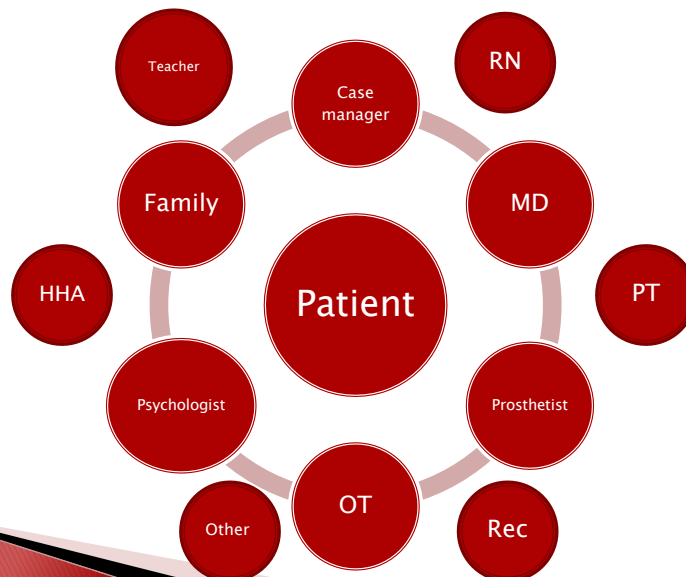 Teacher
RN
Case
manager
Family
MD
HHA
Patient
PT
Psychologist
Prosthetist
OT
Other
Rec